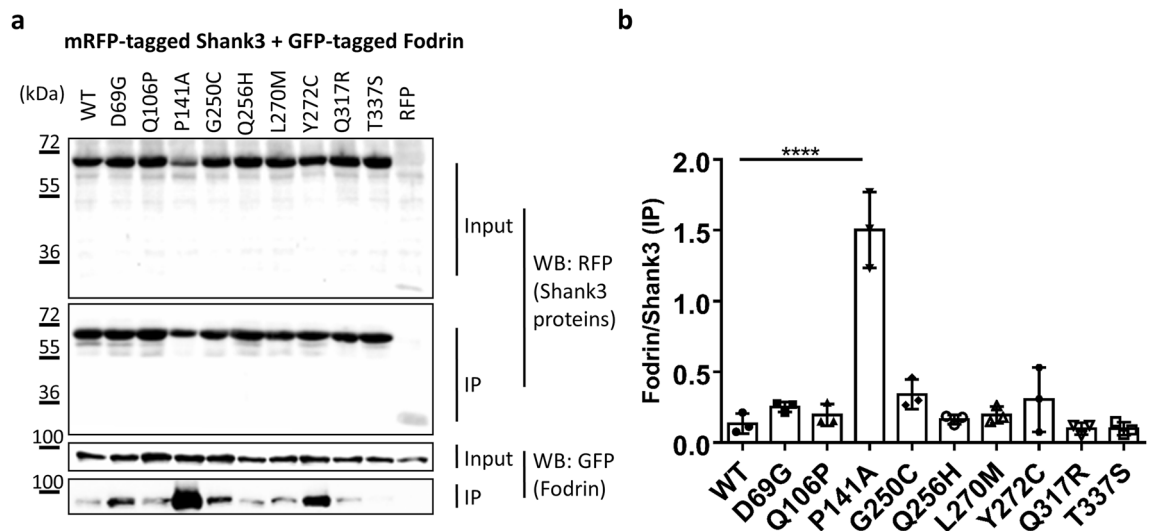 a
mRFP-tagged Shank3 + GFP-tagged Fodrin
(kDa) WT D69G Q106P P141A G250C Q256H L270M Y272C Q317R T337S RFP
72
55
36
Input
72
55
36
IP
WB: RFP
(Shank3
proteins)
100
Input
100
IP
WB: GFP
(Fodrin)
b
****
Fodrin/Shank3 (IP)
2.0
1.5
1.0
0.5
0.0
WT D69G Q106P P141A G250C Q256H L270M Y272C Q317R T337S